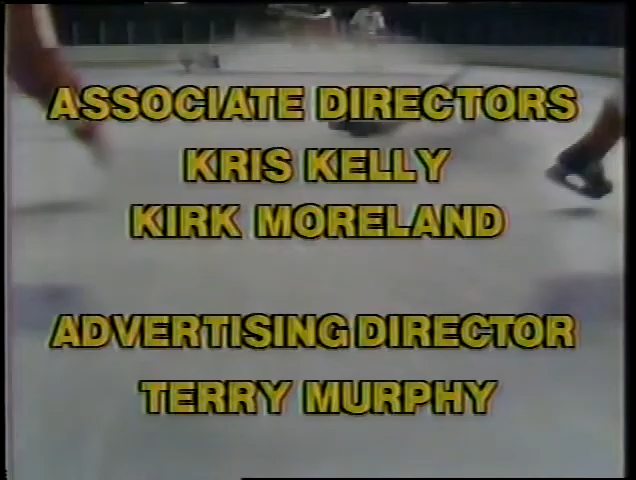 ASSOCIATE DIRECTORS
KRIS KELLY
KIRK MORELAND
ADVERTISING DIRECTOR
TERRY MURPHY